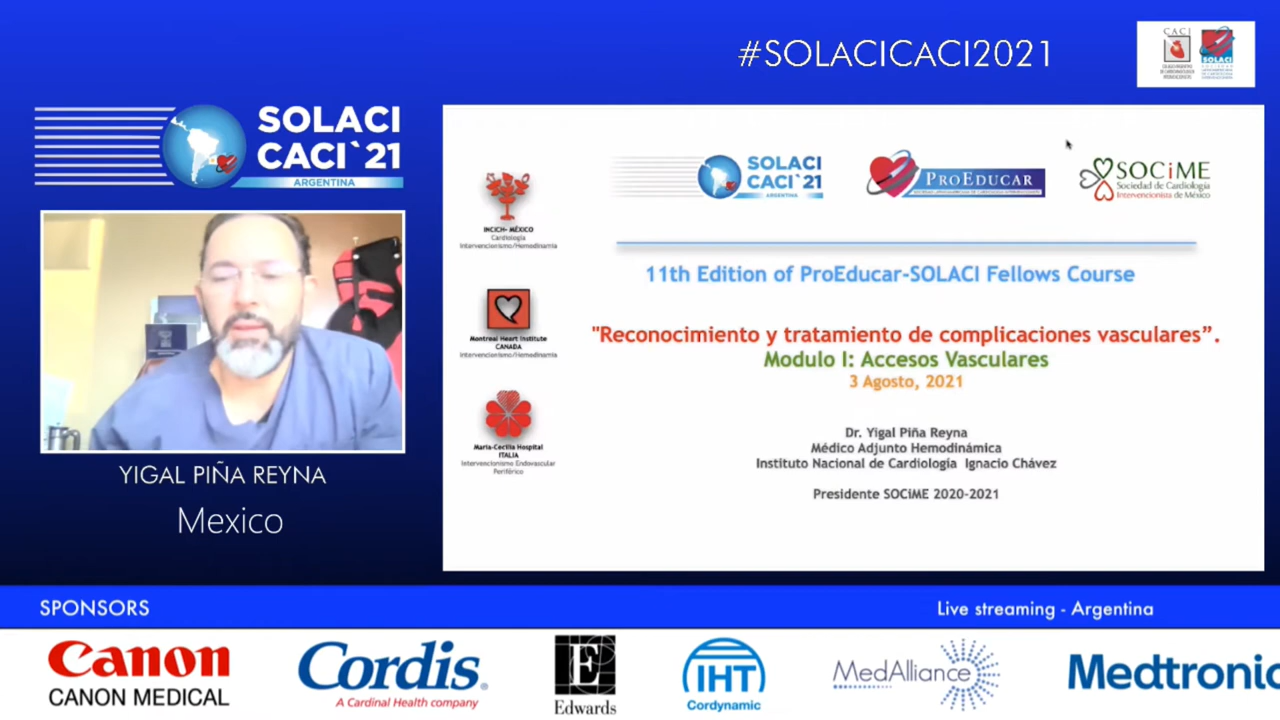 #SOLACICACI2021
CACI
SOLACI
SOLACI
CACI`21
ARGENTINA
YIGAL PIÑA REYNA
Mexico
INCICH- MÉXICO
Cardiología
Intervencionismo/Hemodinamia
Montreal Heart Institute
CANADA
Intervencionismo/Hemodinamia
Maria-Cecilia Hospital
ITALIA
Intervencionismo Endovascular
Periférico
SOLACI
CACI`21
ARGENTINA
PROEDUCAR
SOCiME
Sociedad de Cardiología
Intervencionista de México
11th Edition of ProEducar-SOLACI Fellows Course
"Reconocimiento y tratamiento de complicaciones vasculares”.
Modulo I: Accesos Vasculares
3 Agosto, 2021
Dr. Yigal Piña Reyna
Médico Adjunto Hemodinámica
Instituto Nacional de Cardiología Ignacio Chávez
Presidente SOCiME 2020-2021
SPONSORS
Live streaming - Argentina
Canon
CANON MEDICAL
Cordis®
A Cardinal Health company
E
Edwards
IHT
Cordynamic
MedAlliance
Medtronic